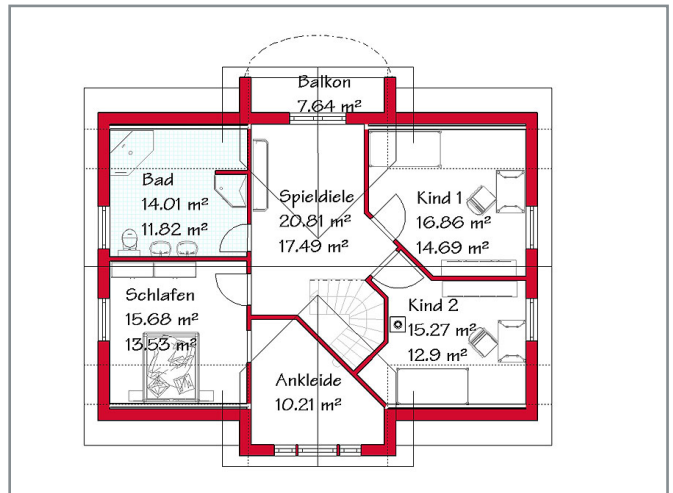 Balkon
7.64 m²
Bad
14.01 m²
11.82 m²
Spieldiele
20.81 m²
17.49 m²
Kind 1
16.86 m²
14.69 m²
Schlafen
15.68 m²
13.53 m²
Kind 2
15.27 m²
12.9 m²
Ankleide
10.21 m²